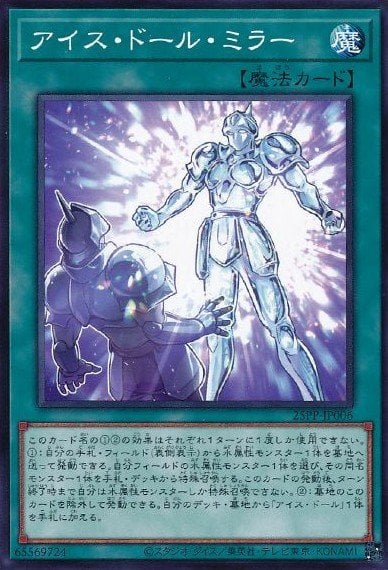 アイス・ドール・ミラー
魔
【魔法カード】
25PP-JP006
このカード名の①②の効果はそれぞれ1ターンに1度しか使用できない。
①:自分の手札・フィールド(表側表示)から水属性モンスター1体を墓地へ
送って発動できる。自分フィールドの水属性モンスター1体を選び、その同名
モンスター1体を手札・デッキから特殊召喚する。このカードの発動後、ターン
終了時まで自分は水属性モンスターしか特殊召喚できない。②:墓地のこの
カードを除外して発動できる。自分のデッキ・墓地から「アイス・ドール」1体
を手札に加える。
65569724
©スタジオ・ダイス/集英社・テレビ東京・KONAMI